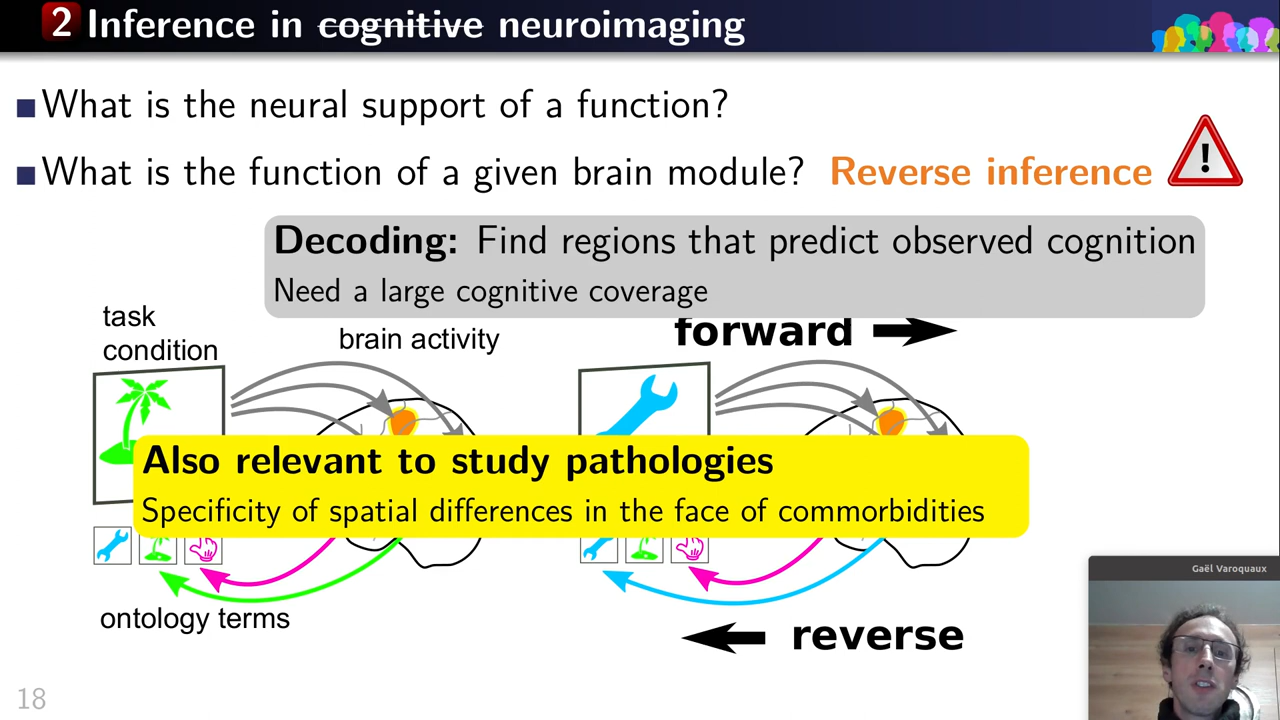 2 Inference in cognitive neuroimaging
What is the neural support of a function?
What is the function of a given brain module? Reverse inference
!
Decoding: Find regions that predict observed cognition
Need a large cognitive coverage
task
condition
brain activity
forward
Also relevant to study pathologies
Specificity of spatial differences in the face of commorbidities
ontology terms
reverse
Gaël Varoquaux
18